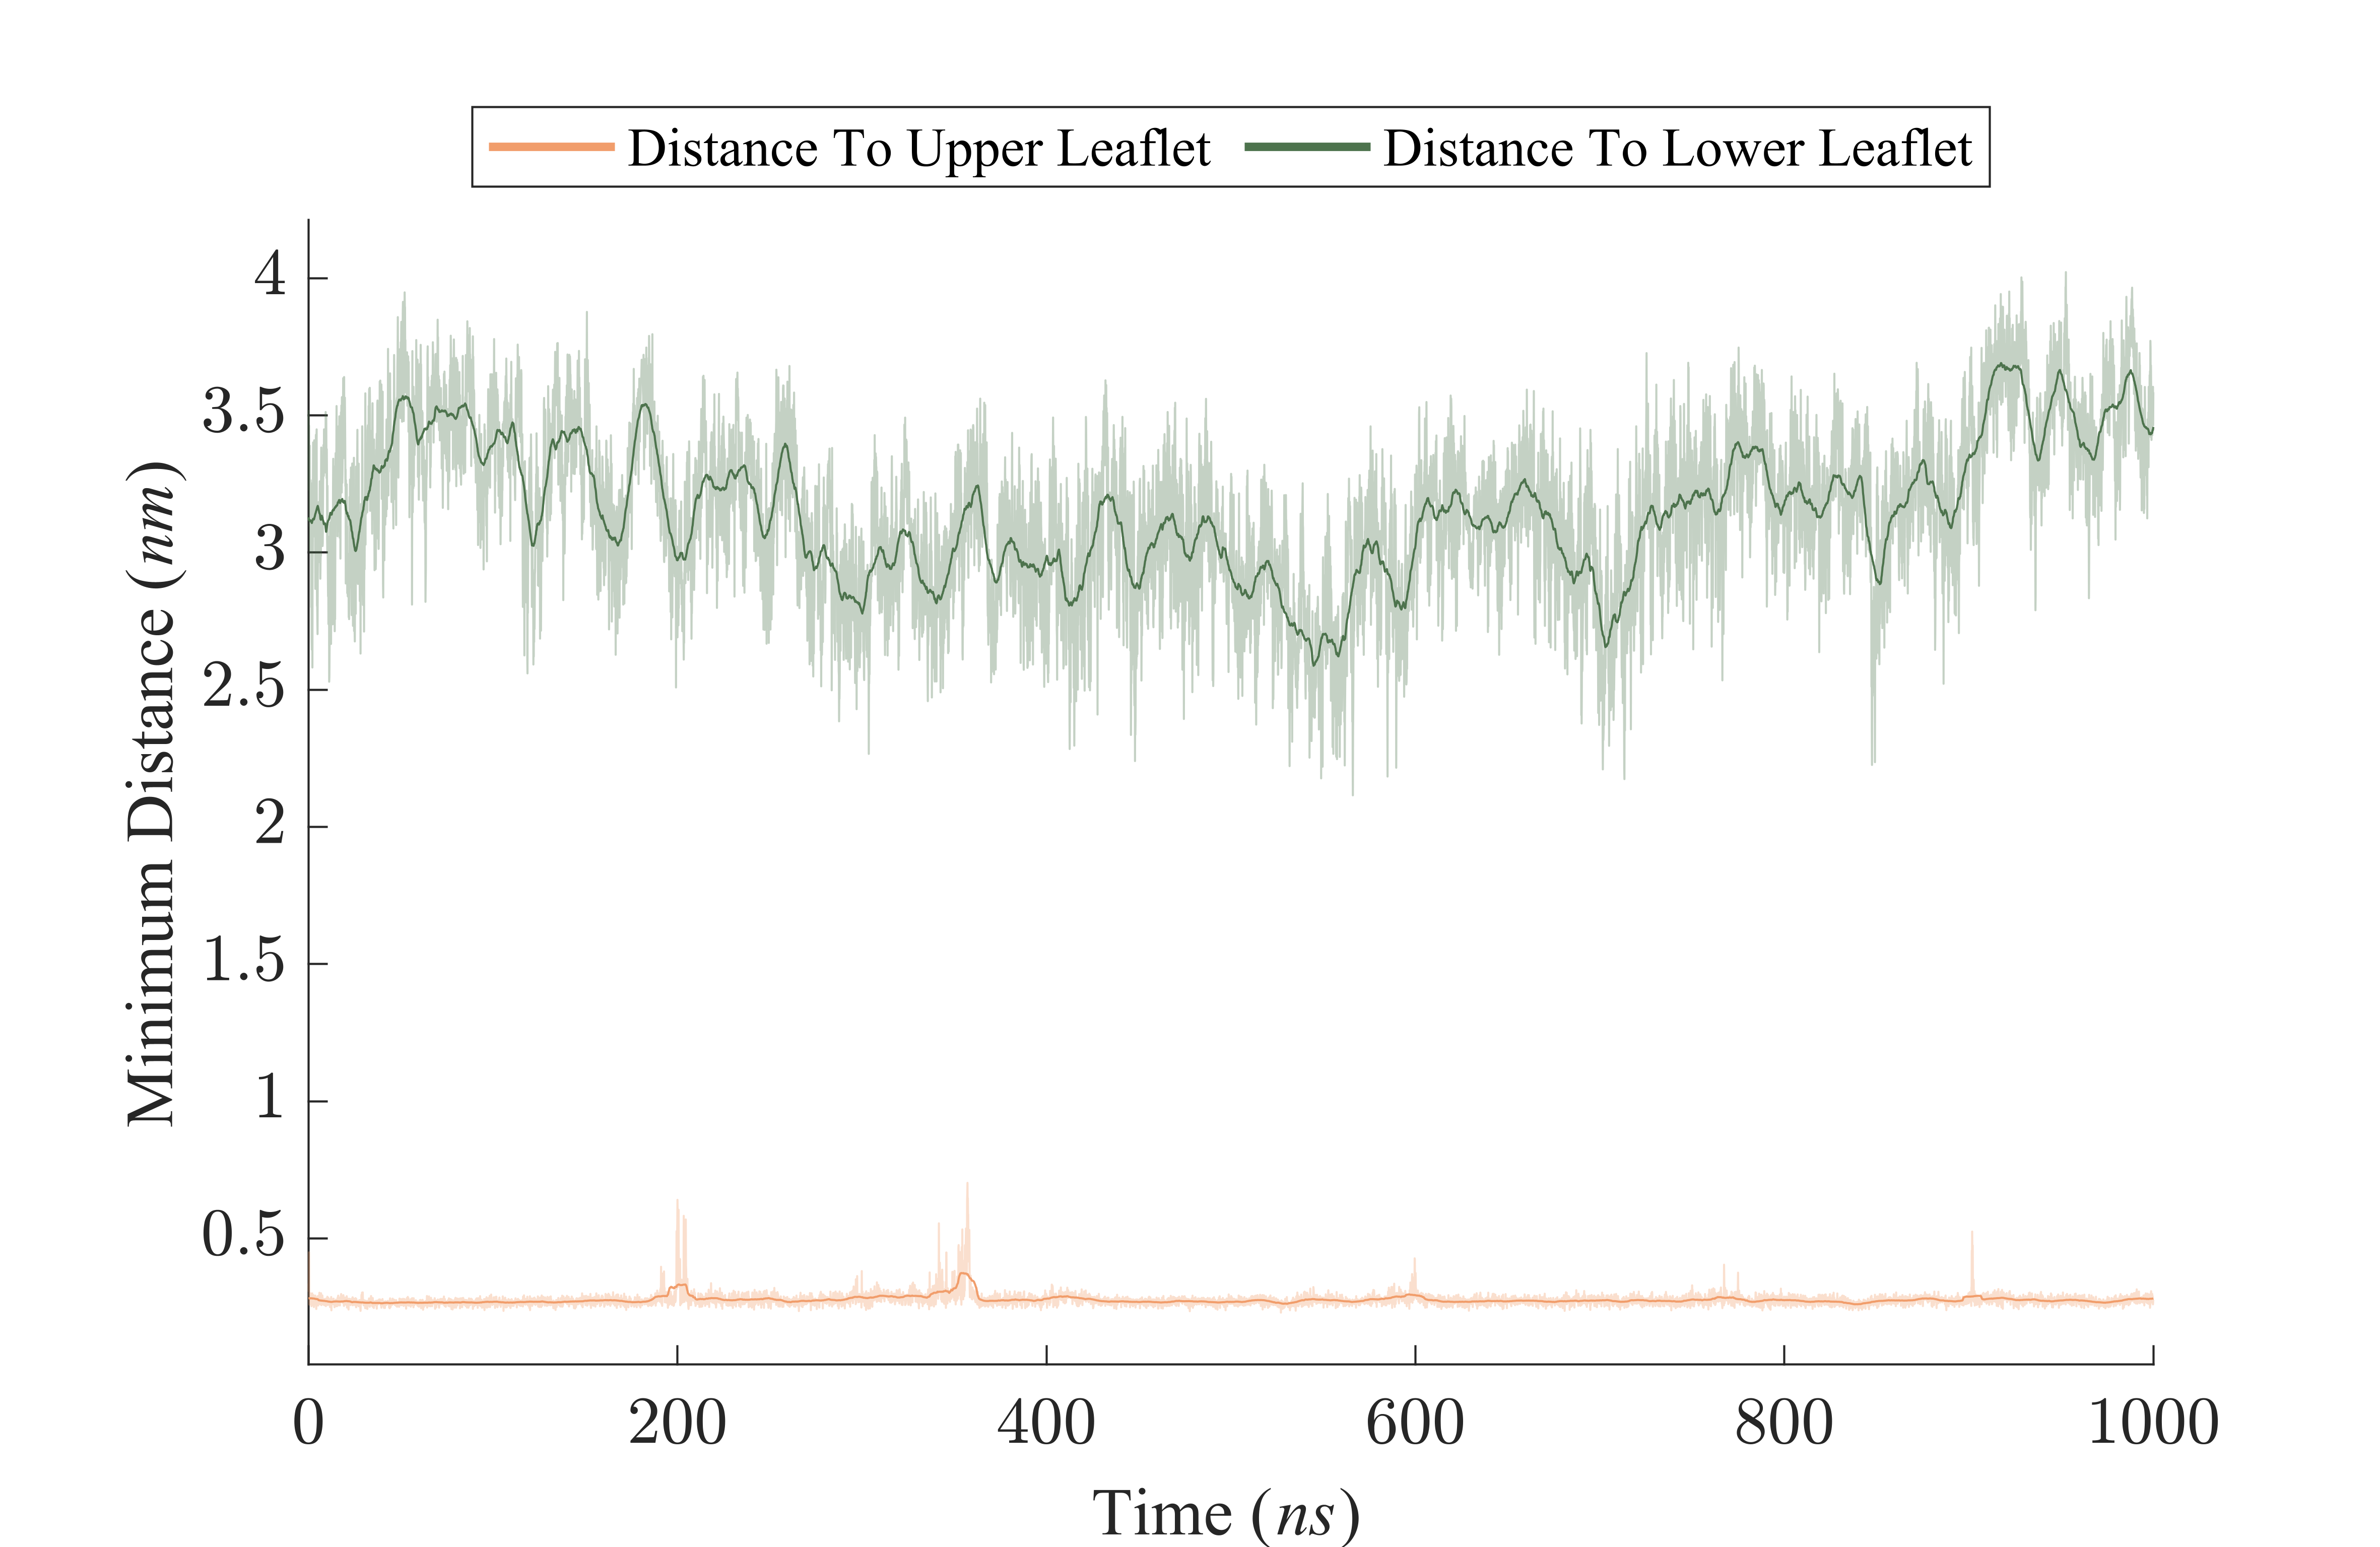 Distance To Upper Leaflet Distance To Lower Leaflet
Minimum Distance (nm)
4
3.5
3
2.5
2
1.5
1
0.5
0 200 400 600 800 1000
Time (ns)